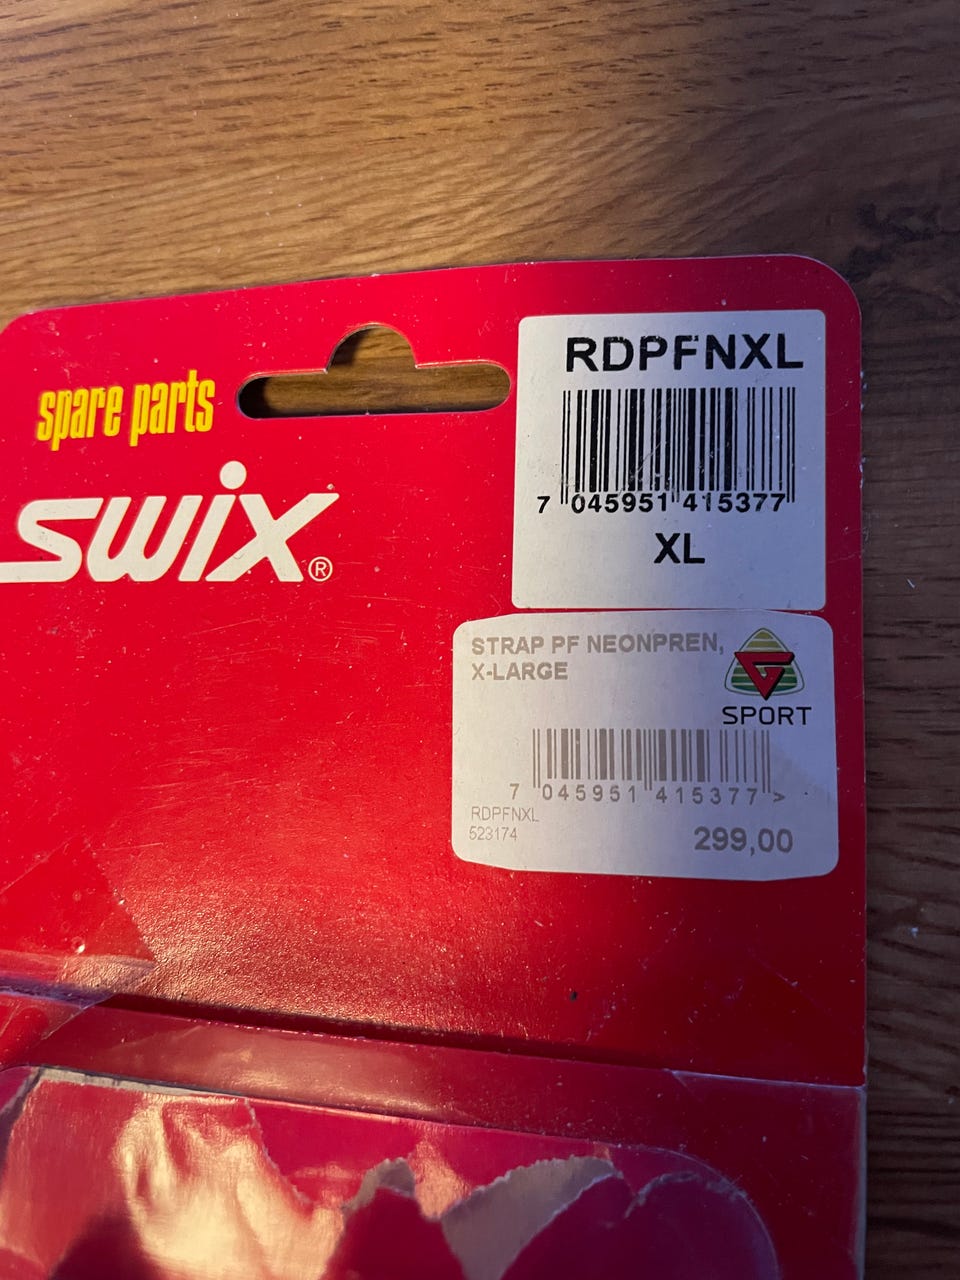 spare parts
swix®
RDPFNXL
7 045951 415377
XL
STRAP PF NEONPREN,
X-LARGE
G
SPORT
7 045951 415377 >
RDPFNXL
523174
299,00